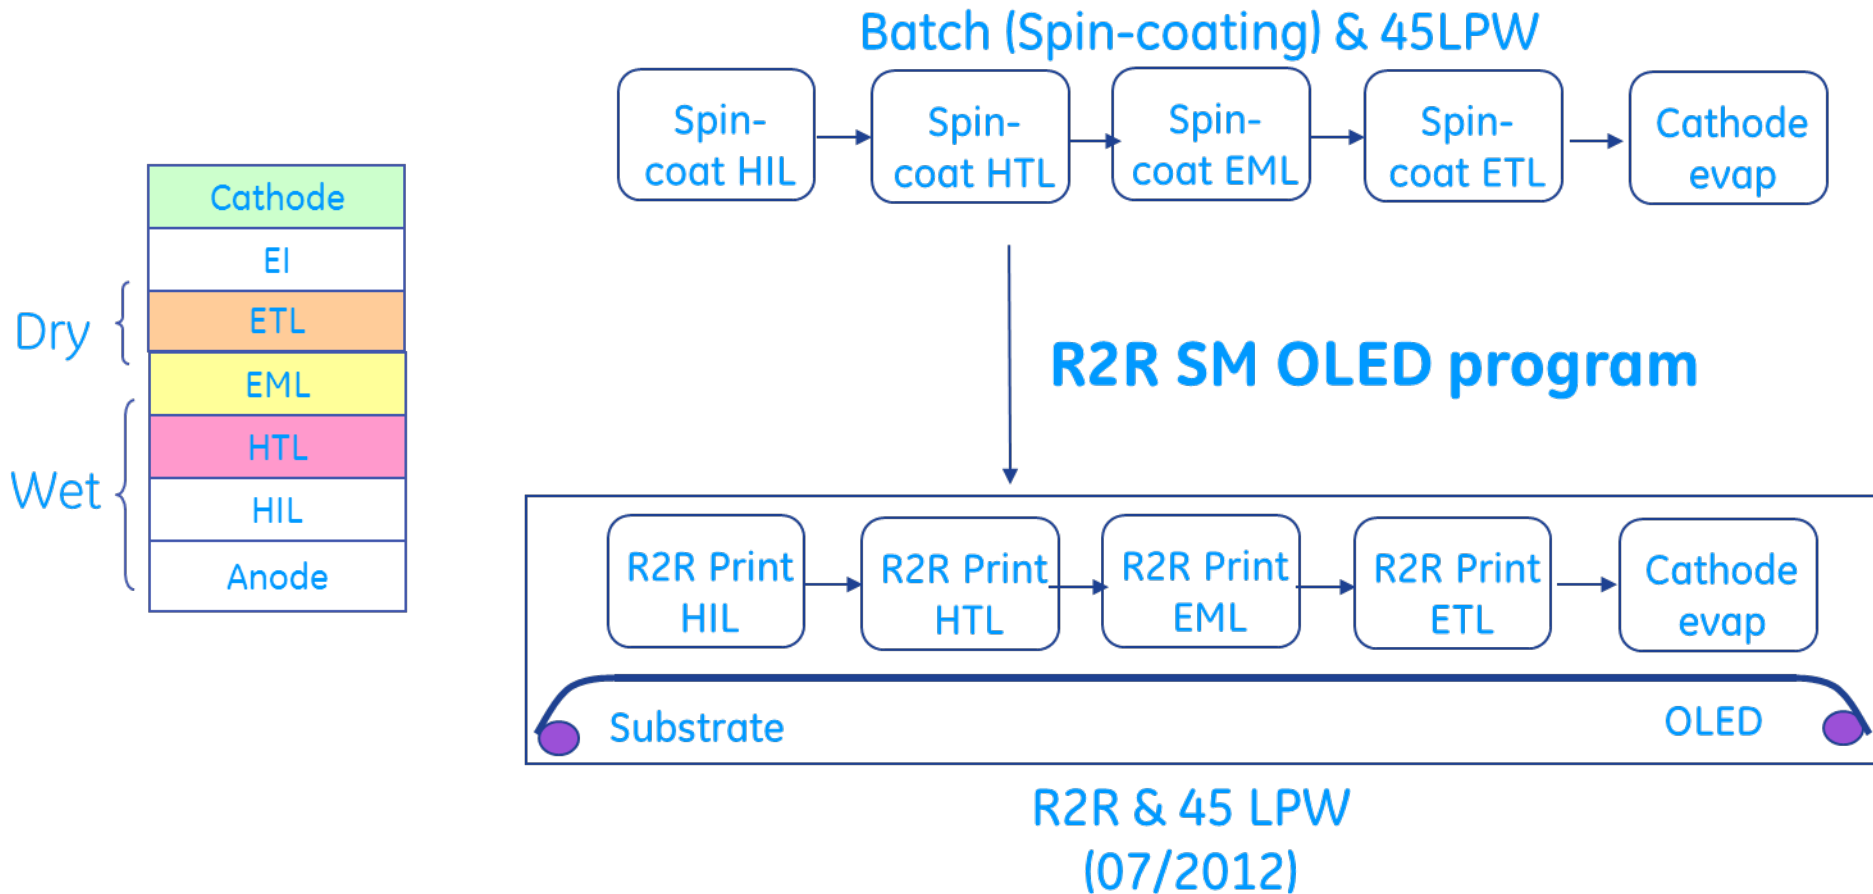 Batch (Spin-coating) & 45LPW
Spin-
coat HIL
Spin-
coat HTL
Spin-
coat EML
Spin-
coat ETL
Cathode
evap
Cathode
EI
ETL
EML
HTL
HIL
Anode
Dry
Wet
R2R SM OLED program
R2R Print
HIL
R2R Print
HTL
R2R Print
EML
R2R Print
ETL
Cathode
evap
Substrate
OLED
R2R & 45 LPW
(07/2012)